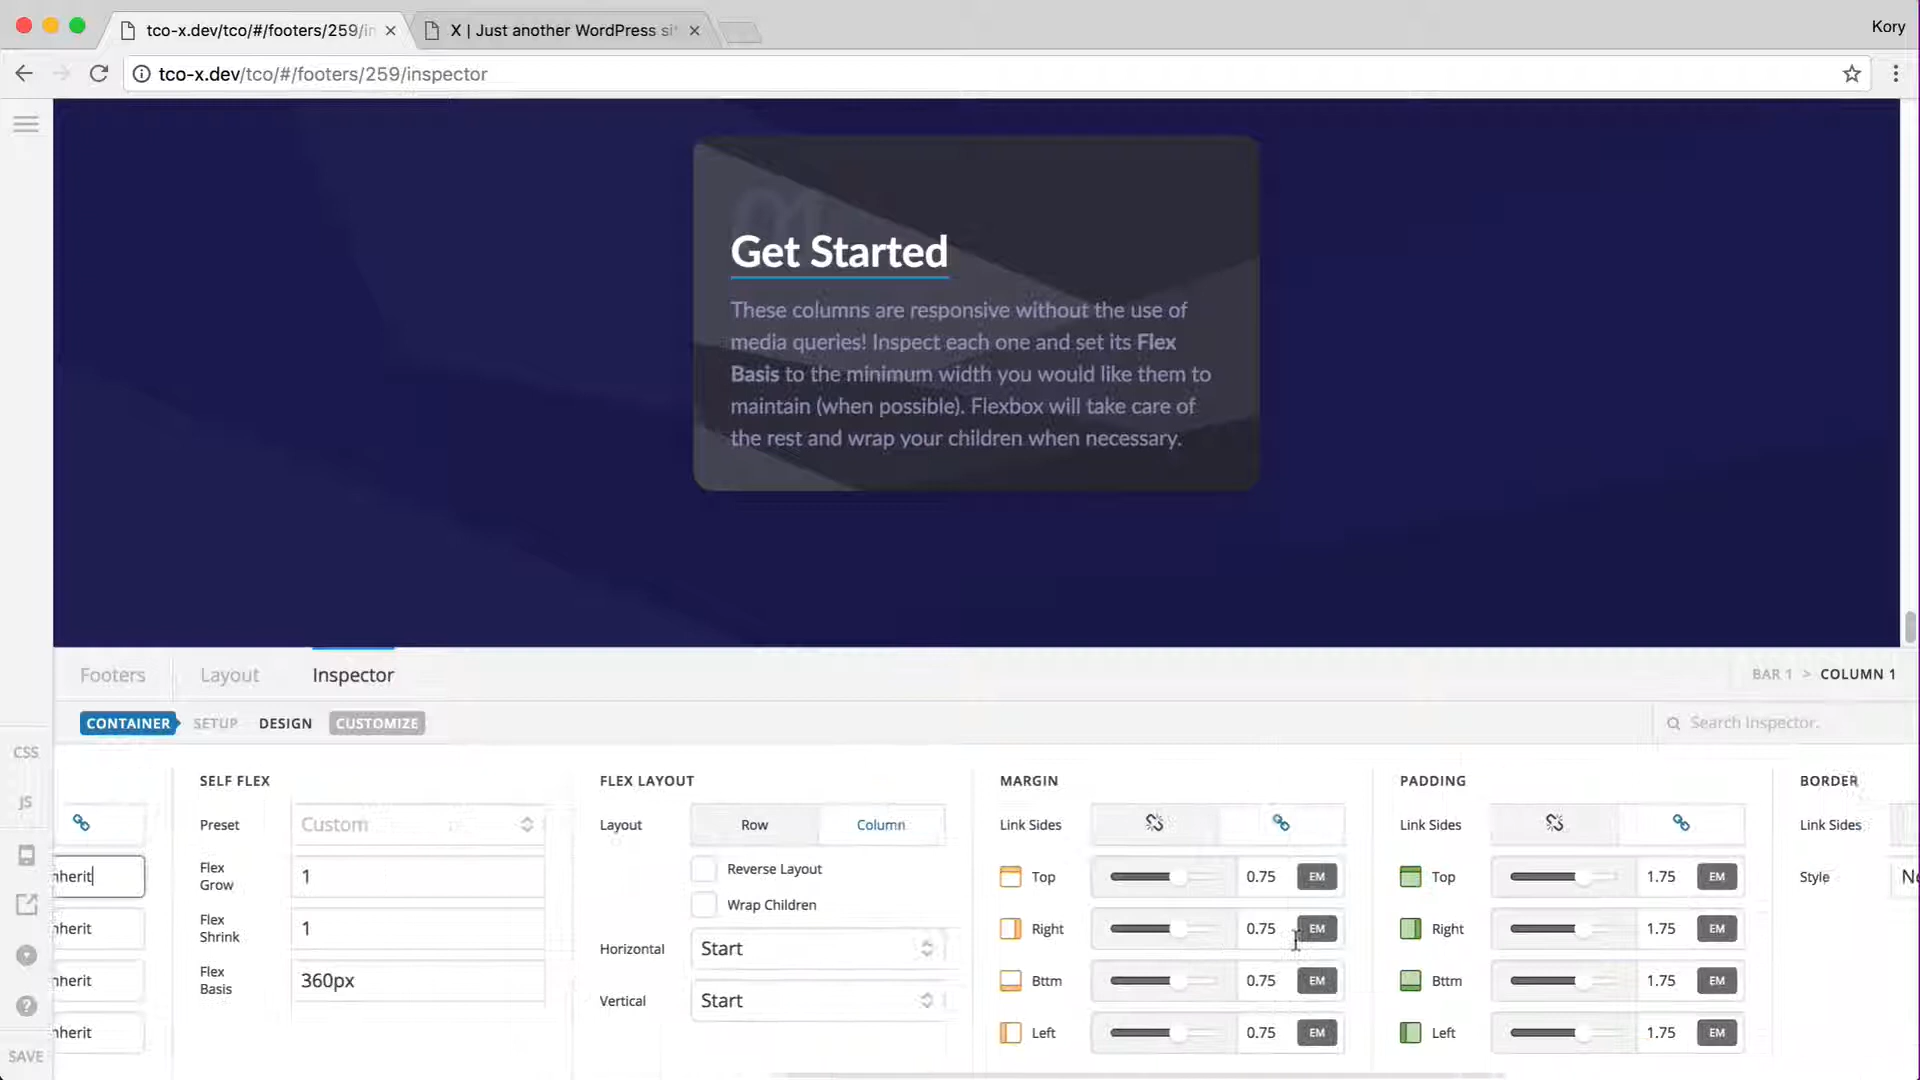 tco-x.dev/tco/#/footers/259/in
X | Just another WordPress si
Kory
tco-x.dev/tco/#/footers/259/inspector
Get Started
These columns are responsive without the use of
media queries! Inspect each one and set its Flex
Basis to the minimum width you would like them to
maintain (when possible). Flexbox will take care of
the rest and wrap your children when necessary.
Footers
Layout
Inspector
BAR 1 > COLUMN 1
CONTAINER
SETUP
DESIGN
CUSTOMIZE
Search Inspector.
CSS
JS
SAVE
nherit
nherit
nherit
nherit
SELF FLEX
Preset
Custom
Flex
Grow
1
Flex
Shrink
1
Flex
Basis
360px
FLEX LAYOUT
Layout
Row
Column
Reverse Layout
Wrap Children
Horizontal
Start
Vertical
Start
MARGIN
Link Sides
Top
0.75
EM
Right
0.75
EM
Bttm
0.75
EM
Left
0.75
EM
PADDING
Link Sides
Top
1.75
EM
Right
1.75
EM
Bttm
1.75
EM
Left
1.75
EM
BORDER
Link Sides
Style